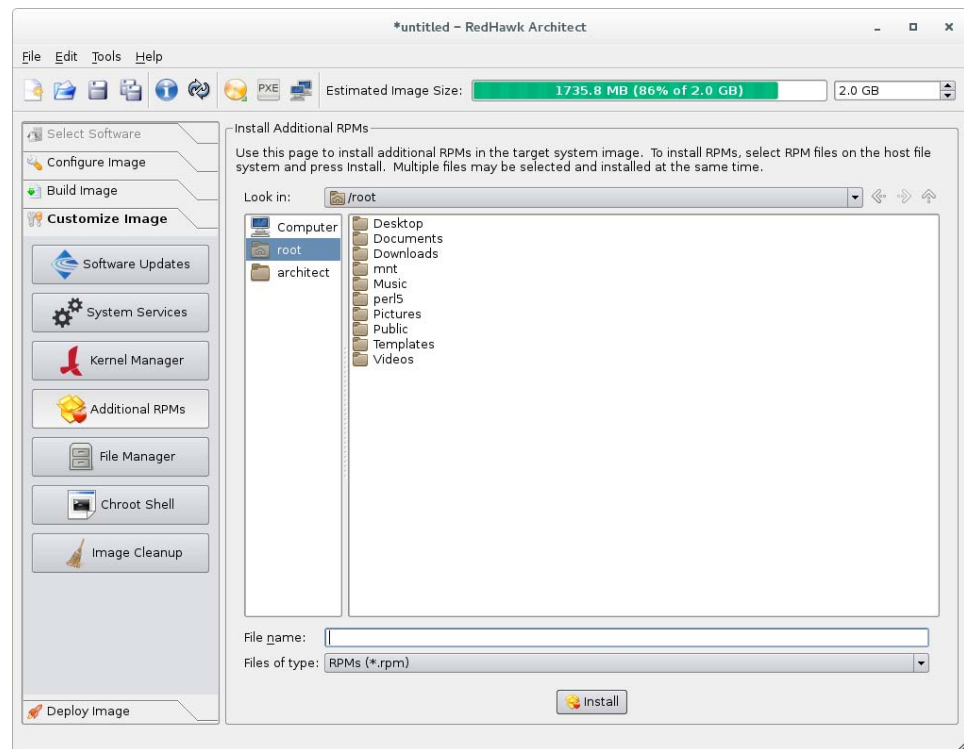 *untitled – RedHawk Architect
File Edit Tools Help
PXE
Estimated Image Size:
1735.8 MB (86% of 2.0 GB)
2.0 GB
Select Software
Configure Image
Build Image
Customize Image
Software Updates
System Services
Kernel Manager
Additional RPMs
File Manager
Chroot Shell
Image Cleanup
Deploy Image
Install Additional RPMs
Use this page to install additional RPMs in the target system image. To install RPMs, select RPM files on the host file
system and press Install. Multiple files may be selected and installed at the same time.
Look in:
/root
Computer
root
architect
Desktop
Documents
Downloads
mnt
Music
perl5
Pictures
Public
Templates
Videos
File name:
Files of type: RPMs (*.rpm)
Install